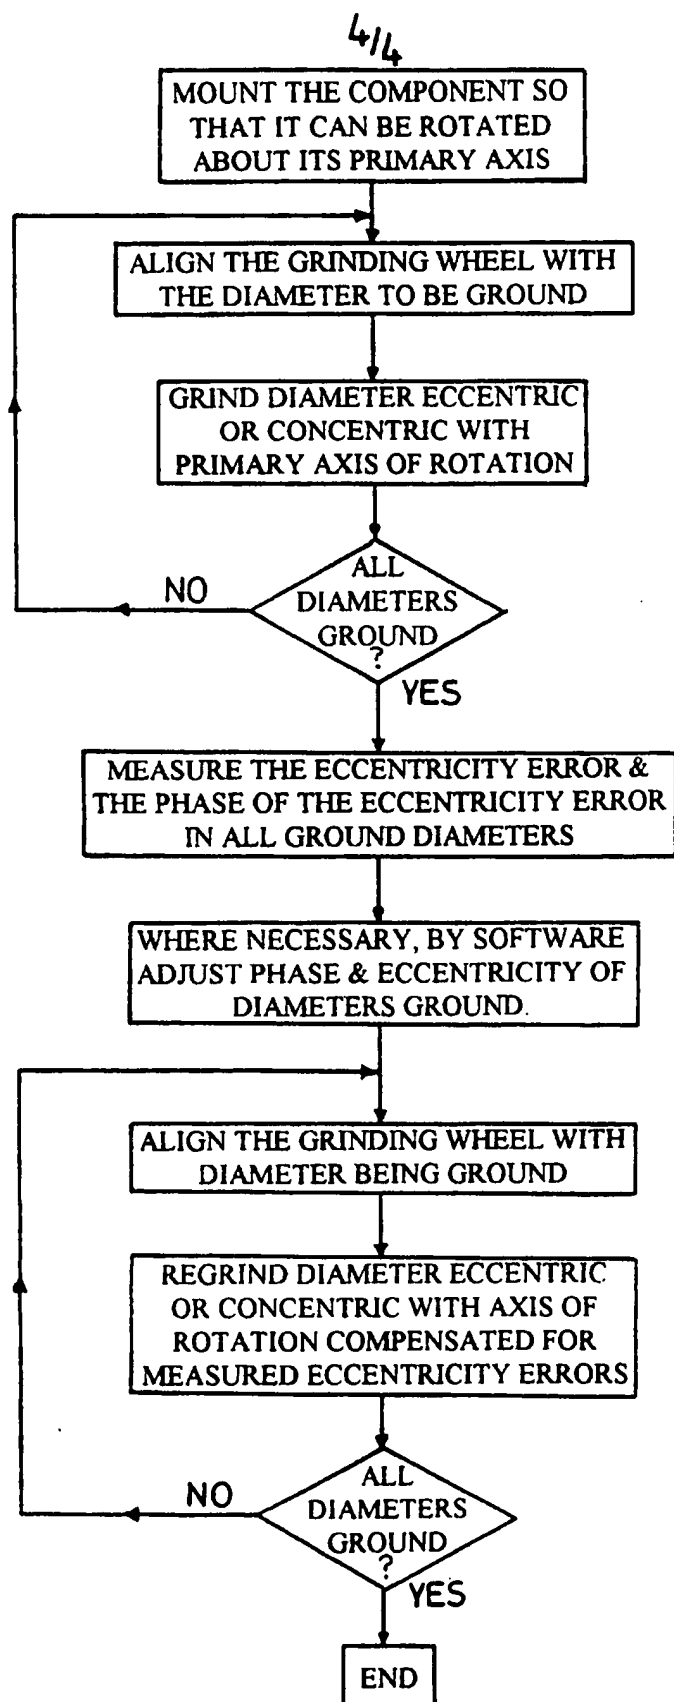 4/4
MOUNT THE COMPONENT SO
THAT IT CAN BE ROTATED
ABOUT ITS PRIMARY AXIS
ALIGN THE GRINDING WHEEL WITH
THE DIAMETER TO BE GROUND
GRIND DIAMETER ECCENTRIC
OR CONCENTRIC WITH
PRIMARY AXIS OF ROTATION
ALL
DIAMETERS
GROUND
?
NO
YES
MEASURE THE ECCENTRICITY ERROR &
THE PHASE OF THE ECCENTRICITY ERROR
IN ALL GROUND DIAMETERS
WHERE NECESSARY, BY SOFTWARE
ADJUST PHASE & ECCENTRICITY OF
DIAMETERS GROUND.
ALIGN THE GRINDING WHEEL WITH
DIAMETER BEING GROUND
REGRIND DIAMETER ECCENTRIC
OR CONCENTRIC WITH AXIS OF
ROTATION COMPENSATED FOR
MEASURED ECCENTRICITY ERRORS
ALL
DIAMETERS
GROUND
?
NO
YES
END